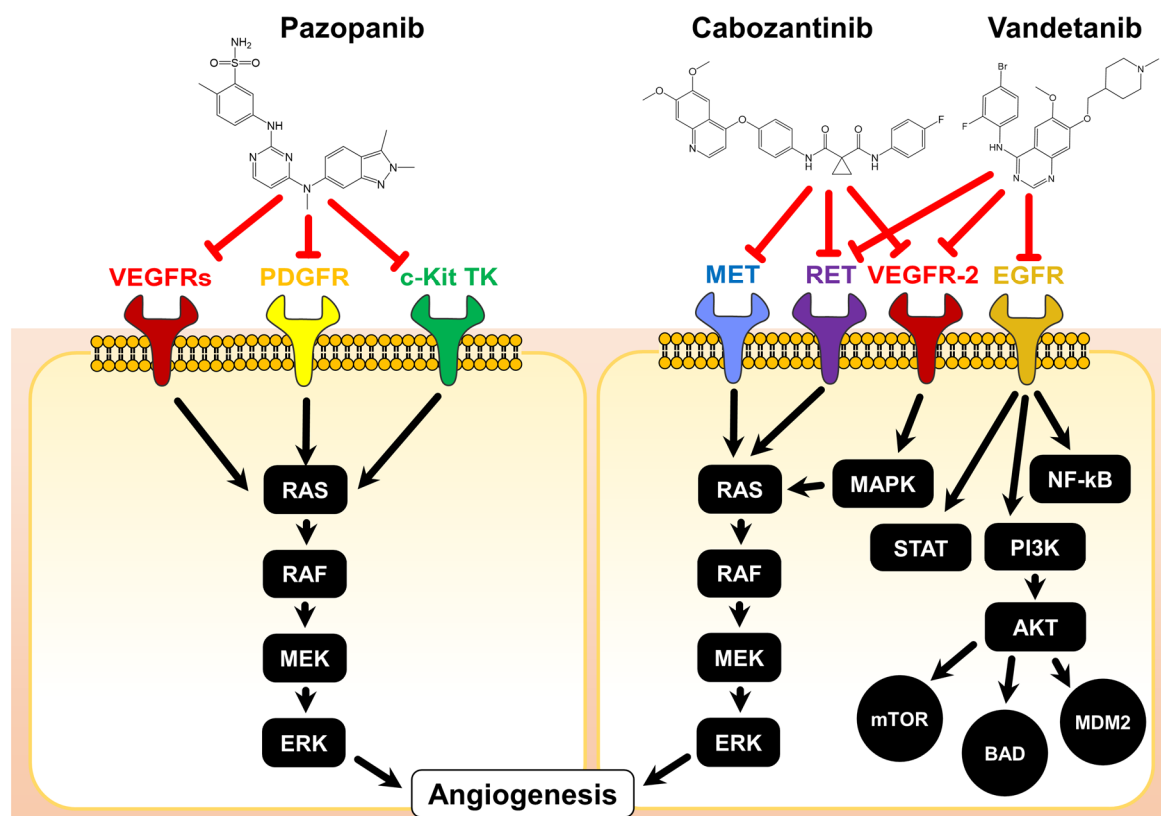 Pazopanib
Cabozantinib
Vandetanib
NH2
O
S
O
NH
N
N
N
N
N
O
O
N
O
O
O
N
H
N
H
F
Br
F
HN
O
O
N
N
N
VEGFRs
PDGFR
c-Kit TK
MET
RET
VEGFR-2
EGFR
RAS
RAF
MEK
ERK
RAS
MAPK
NF-kB
STAT
PI3K
RAF
AKT
MEK
mTOR
BAD
MDM2
ERK
Angiogenesis